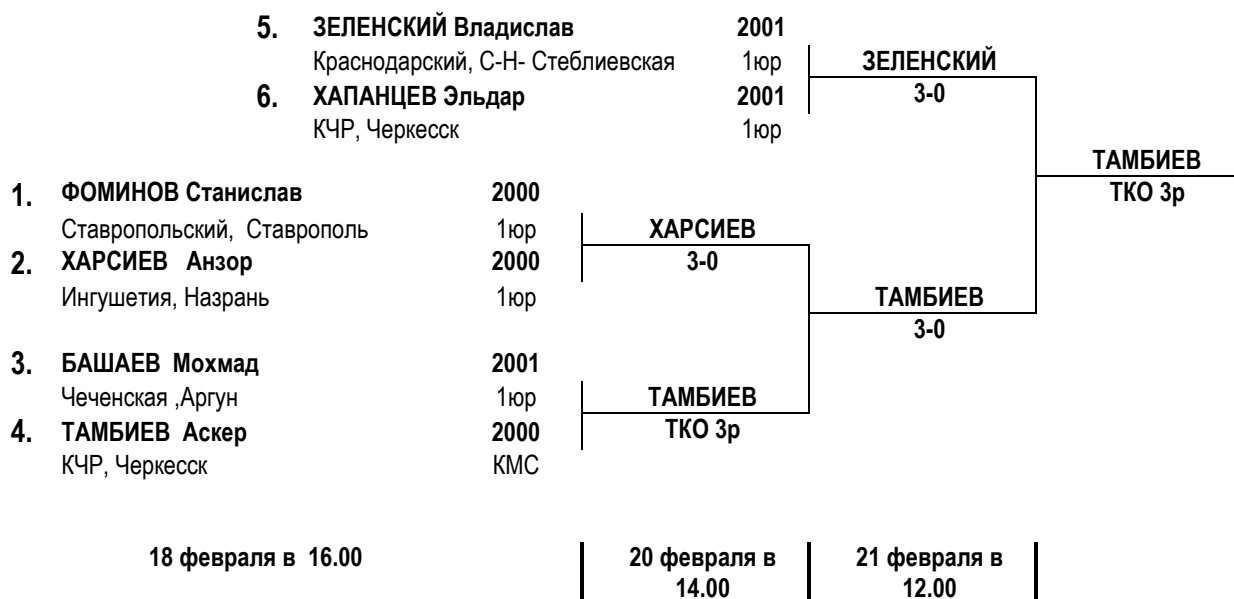 5. ЗЕЛЕНСКИЙ Владислав 2001
Краснодарский, С-Н- Стеблиевская 1юр ЗЕЛЕНСКИЙ
6. ХАПАНЦЕВ Эльдар 2001 3-0
КЧР, Черкесск 1юр
ТАМБИЕВ
1. ФОМИНОВ Станислав 2000 ТКО 3р
Ставропольский, Ставрополь 1юр ХАРСИЕВ
2. ХАРСИЕВ Анзор 2000 3-0
Ингушетия, Назрань 1юр ТАМБИЕВ
3-0
3. БАШАЕВ Мохмад 2001
Чеченская ,Аргун 1юр ТАМБИЕВ
4. ТАМБИЕВ Аскер 2000 ТКО 3р
КЧР, Черкесск КМС
18 февраля в 16.00 20 февраля в 21 февраля в
14.00 12.00